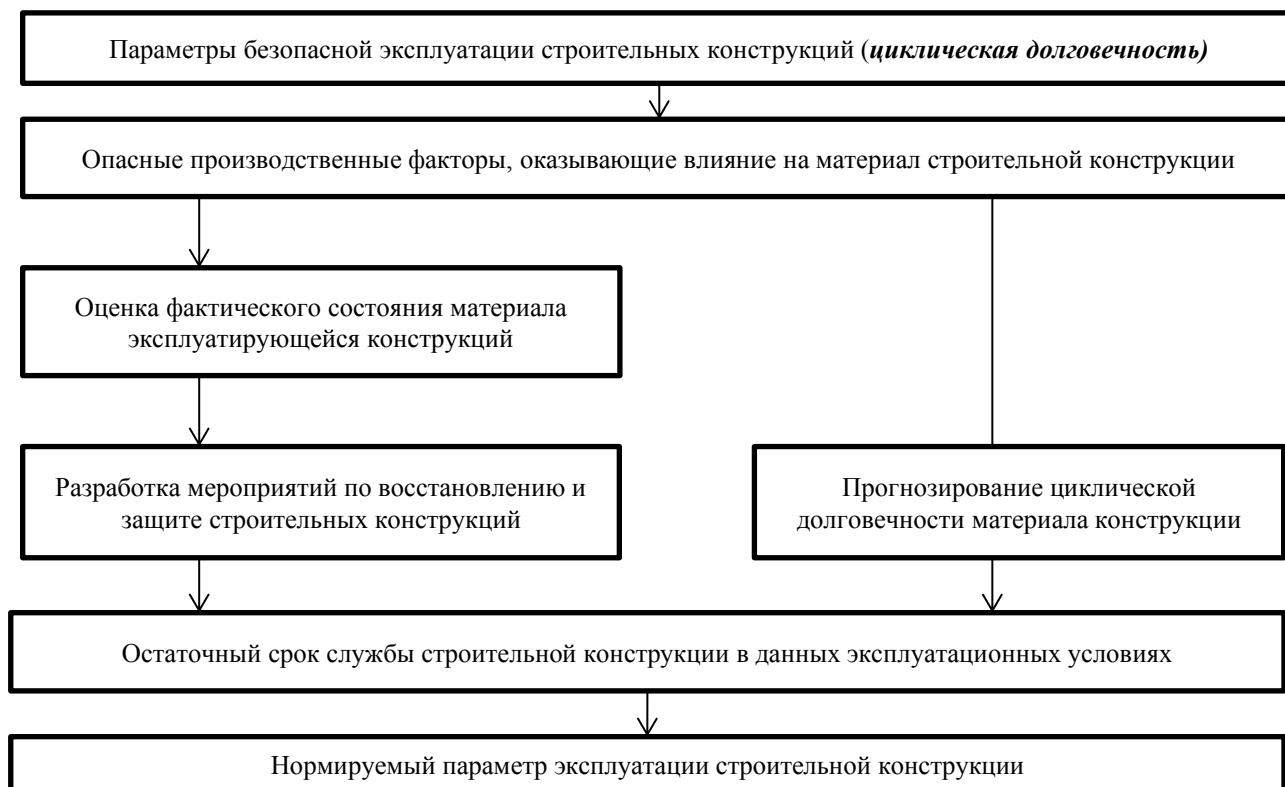 Параметры безопасной эксплуатации строительных конструкций (циклическая долговечность)
Опасные производственные факторы, оказывающие влияние на материал строительной конструкции
Оценка фактического состояния материала
эксплуатирующейся конструкций
Разработка мероприятий по восстановлению и
защите строительных конструкций
Прогнозирование циклической
долговечности материала конструкции
Остаточный срок службы строительной конструкции в данных эксплуатационных условиях
Нормируемый параметр эксплуатации строительной конструкции